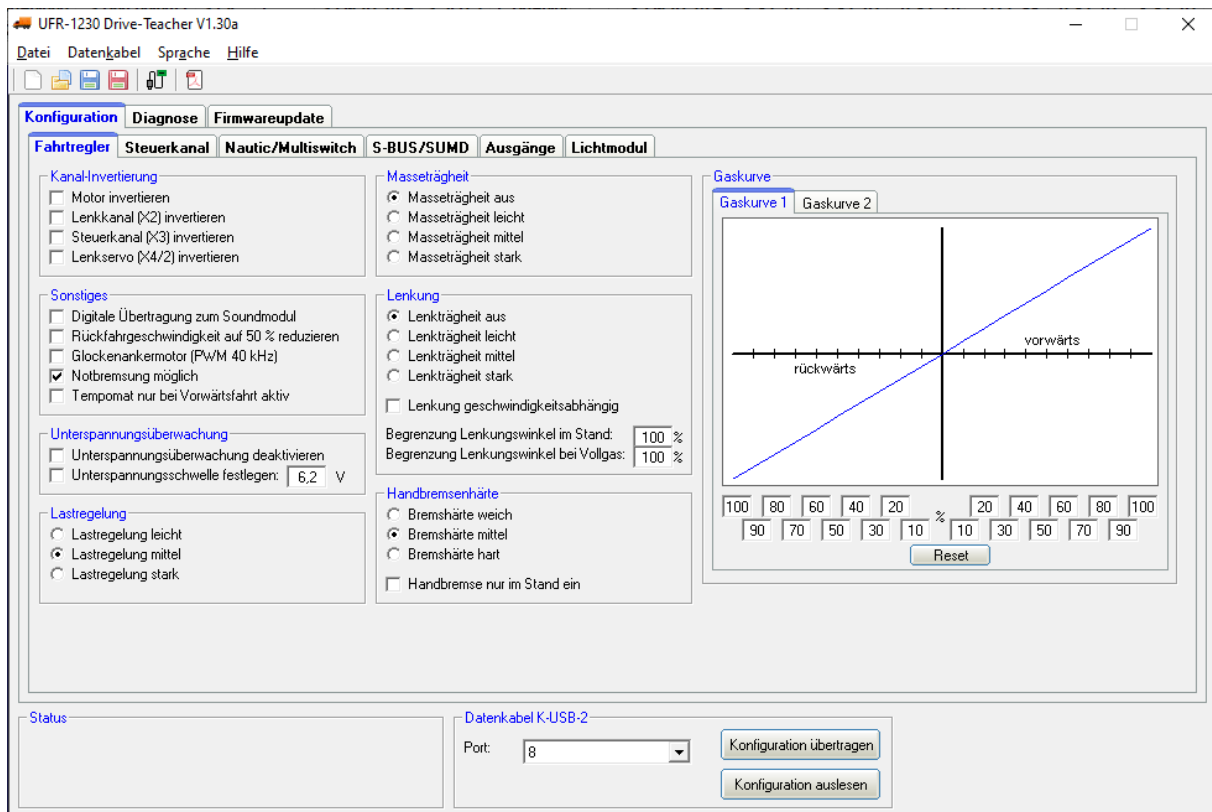 UFR-1230 Drive-Teacher V1.30a
Datei Datenkabel Sprache Hilfe
Konfiguration Diagnose Firmwareupdate
Fahrtregler Steuerkanal Nautic/Multiswitch S-BUS/SUMD Ausgänge Lichtmodul
Kanal-Invertierung
Motor invertieren
Lenkkanal (X2) invertieren
Steuerkanal (X3) invertieren
Lenkservo (X4/2) invertieren
Sonstiges
Digitale Übertragung zum Soundmodul
Rückfahrgeschwindigkeit auf 50 % reduzieren
Glockenankermotor (PWM 40 kHz)
Notbremsung möglich
Tempomat nur bei Vorwärtsfahrt aktiv
Unterspannungsüberwachung
Unterspannungsüberwachung deaktivieren
Unterspannungsschwelle festlegen: 6,2 V
Lastregelung
Lastregelung leicht
Lastregelung mittel
Lastregelung stark
Masseträgheit
Masseträgheit aus
Masseträgheit leicht
Masseträgheit mittel
Masseträgheit stark
Lenkung
Lenkträgheit aus
Lenkträgheit leicht
Lenkträgheit mittel
Lenkträgheit stark
Lenkung geschwindigkeitsabhängig
Begrenzung Lenkungswinkel im Stand: 100 %
Begrenzung Lenkungswinkel bei Vollgas: 100 %
Handbremsenhärte
Bremshärte weich
Bremshärte mittel
Bremshärte hart
Handbremse nur im Stand ein
Gaskurve
Gaskurve 1 Gaskurve 2
vorwärts
rückwärts
100 80 60 40 20 % 20 40 60 80 100
90 70 50 30 10 10 30 50 70 90
Reset
Status
Datenkabel K-USB-2
Port: 8
Konfiguration übertragen
Konfiguration auslesen